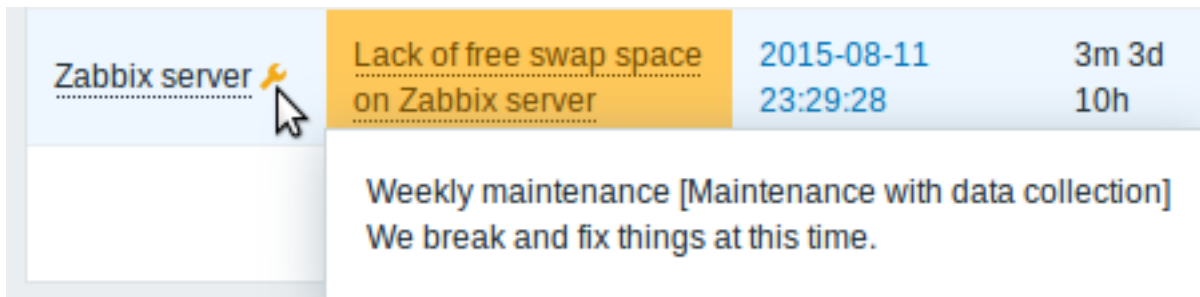 Zabbix server
Lack of free swap space
on Zabbix server
2015-08-11
23:29:28
3m 3d
10h
Weekly maintenance [Maintenance with data collection]
We break and fix things at this time.